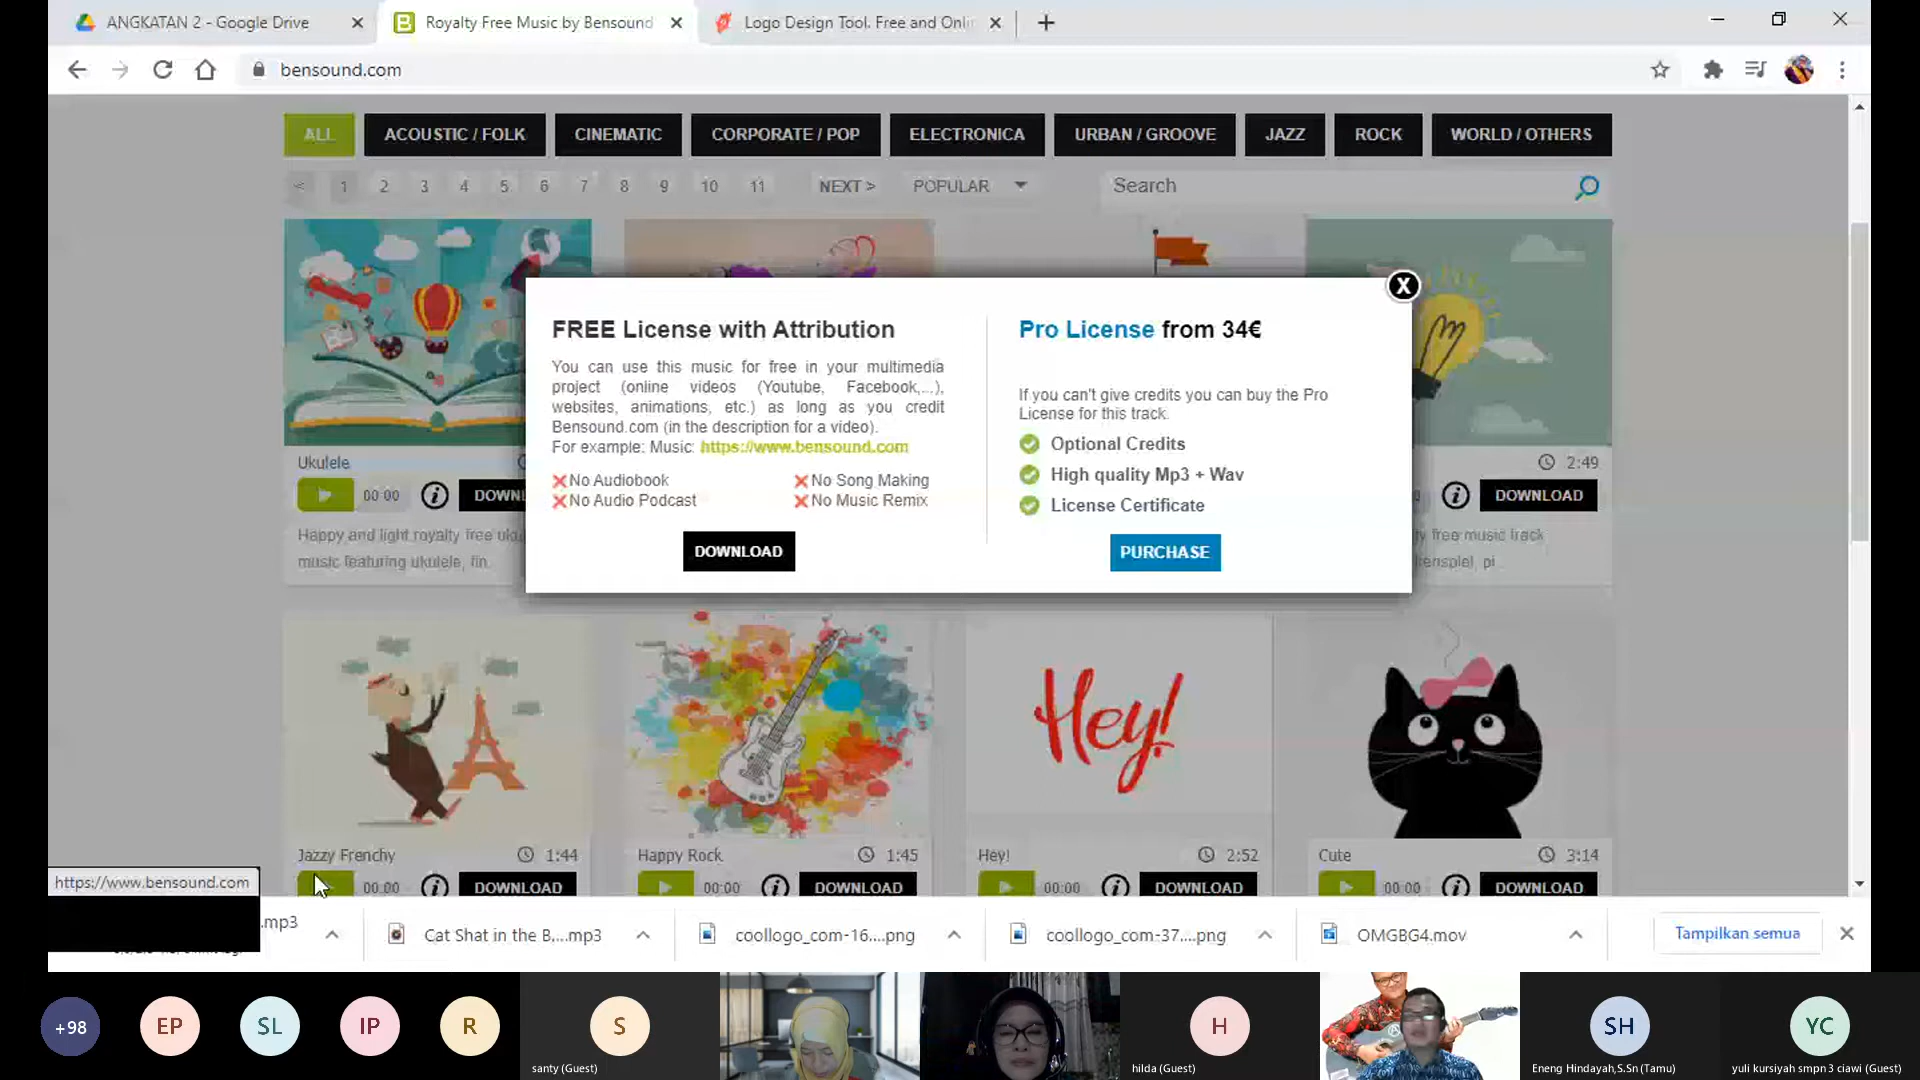 ANGKATAN 2 - Google Drive
Royalty Free Music by Bensound
Logo Design Tool. Free and Onli
bensound.com
ALL
ACOUSTIC / FOLK
CINEMATIC
CORPORATE / POP
ELECTRONICA
URBAN / GROOVE
JAZZ
ROCK
WORLD / OTHERS
< 1 2 3 4 5 6 7 8 9 10 11 NEXT > POPULAR
Search
X
FREE License with Attribution
You can use this music for free in your multimedia
project (online videos (Youtube, Facebook,...),
websites, animations, etc.) as long as you credit
Bensound.com (in the description for a video).
For example: Music: https://www.bensound.com
No Audiobook
No Song Making
No Audio Podcast
No Music Remix
DOWNLOAD
Pro License from 34€
If you can't give credits you can buy the Pro
License for this track.
Optional Credits
High quality Mp3 + Wav
License Certificate
PURCHASE
Ukulele
00:00
DOWN
Happy and light royalty free
music featuring ukulele, fin.
2:49
DOWNLOAD
free music track
Hey!
Jazzy Frenchy 1:44
00:00 DOWNLOAD
Happy Rock 1:45
00:00 DOWNLOAD
Hey! 2:52
00:00 DOWNLOAD
Cute 3:14
00:00 DOWNLOAD
https://www.bensound.com
.mp3
Cat Shat in the B....mp3
coollogo_com-16....png
coollogo_com-37....png
OMGBG4.mov
Tampilkan semua
+98
EP
SL
IP
R
S
santy (Guest)
H
hilda (Guest)
SH
Eneng Hindayah,S.Sn (Tamu)
YC
yuli kursiyah smpn 3 ciawi (Guest)